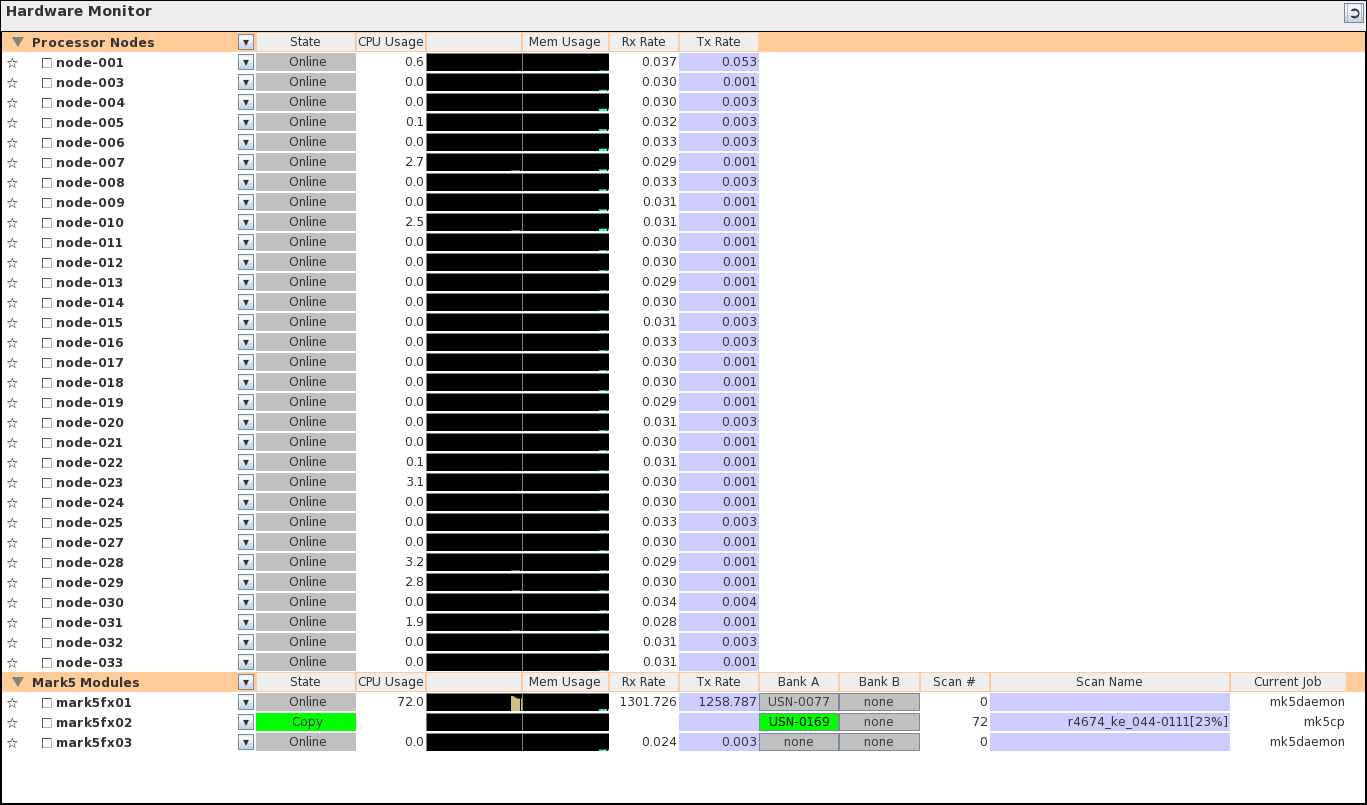 Hardware Monitor
Processor Nodes State CPU Usage Mem Usage Rx Rate Tx Rate
node-001 Online 0.6 0.037 0.053
node-003 Online 0.0 0.030 0.001
node-004 Online 0.0 0.030 0.003
node-005 Online 0.1 0.032 0.003
node-006 Online 0.0 0.033 0.003
node-007 Online 2.7 0.029 0.001
node-008 Online 0.0 0.033 0.003
node-009 Online 0.0 0.031 0.001
node-010 Online 2.5 0.031 0.001
node-011 Online 0.0 0.030 0.001
node-012 Online 0.0 0.030 0.001
node-013 Online 0.0 0.029 0.001
node-014 Online 0.0 0.030 0.001
node-015 Online 0.0 0.031 0.003
node-016 Online 0.0 0.033 0.003
node-017 Online 0.0 0.030 0.001
node-018 Online 0.0 0.030 0.001
node-019 Online 0.0 0.029 0.001
node-020 Online 0.0 0.031 0.003
node-021 Online 0.0 0.030 0.001
node-022 Online 0.1 0.031 0.001
node-023 Online 3.1 0.030 0.001
node-024 Online 0.0 0.030 0.001
node-025 Online 0.0 0.033 0.003
node-027 Online 0.0 0.030 0.001
node-028 Online 3.2 0.029 0.001
node-029 Online 2.8 0.030 0.001
node-030 Online 0.0 0.034 0.004
node-031 Online 1.9 0.028 0.001
node-032 Online 0.0 0.031 0.003
node-033 Online 0.0 0.031 0.001
Mark5 Modules State CPU Usage Mem Usage Rx Rate Tx Rate Bank A Bank B Scan # Scan Name Current Job
mark5fx01 Online 72.0 1301.726 1258.787 USN-0077 none 0 mk5daemon
mark5fx02 Copy USN-0169 none 72 r4674_ke_044-0111[23%] mk5cp
mark5fx03 Online 0.0 0.024 0.003 none none 0 mk5daemon